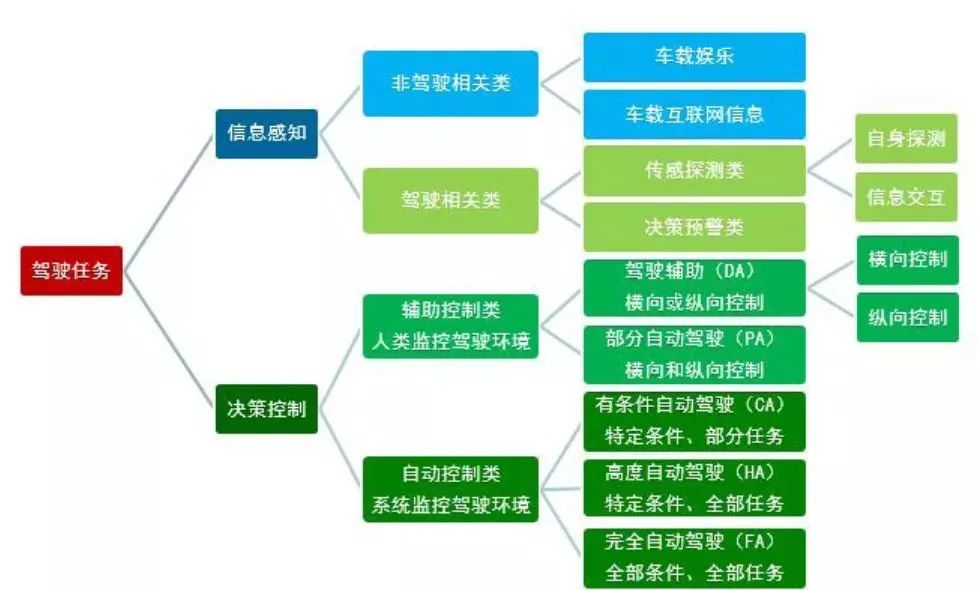 驾驶任务
信息感知
决策控制
非驾驶相关类
驾驶相关类
辅助控制类
人类监控驾驶环境
自动控制类
系统监控驾驶环境
车载娱乐
车载互联网信息
传感探测类
决策预警类
驾驶辅助（DA）
横向或纵向控制
部分自动驾驶（PA）
横向和纵向控制
有条件自动驾驶（CA）
特定条件、部分任务
高度自动驾驶（HA）
特定条件、全部任务
完全自动驾驶（FA）
全部条件、全部任务
自身探测
信息交互
横向控制
纵向控制